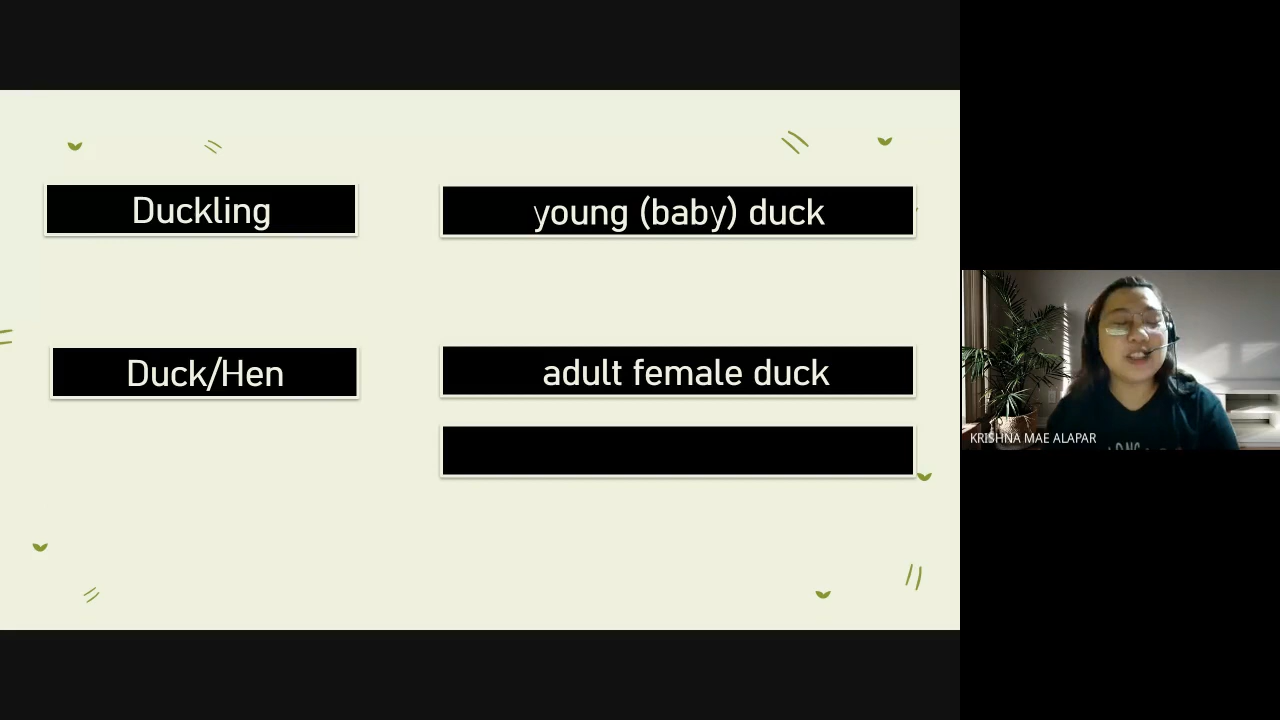 Duckling
young (baby) duck
Duck/Hen
adult female duck
KRISHNA MAE ALAPAR